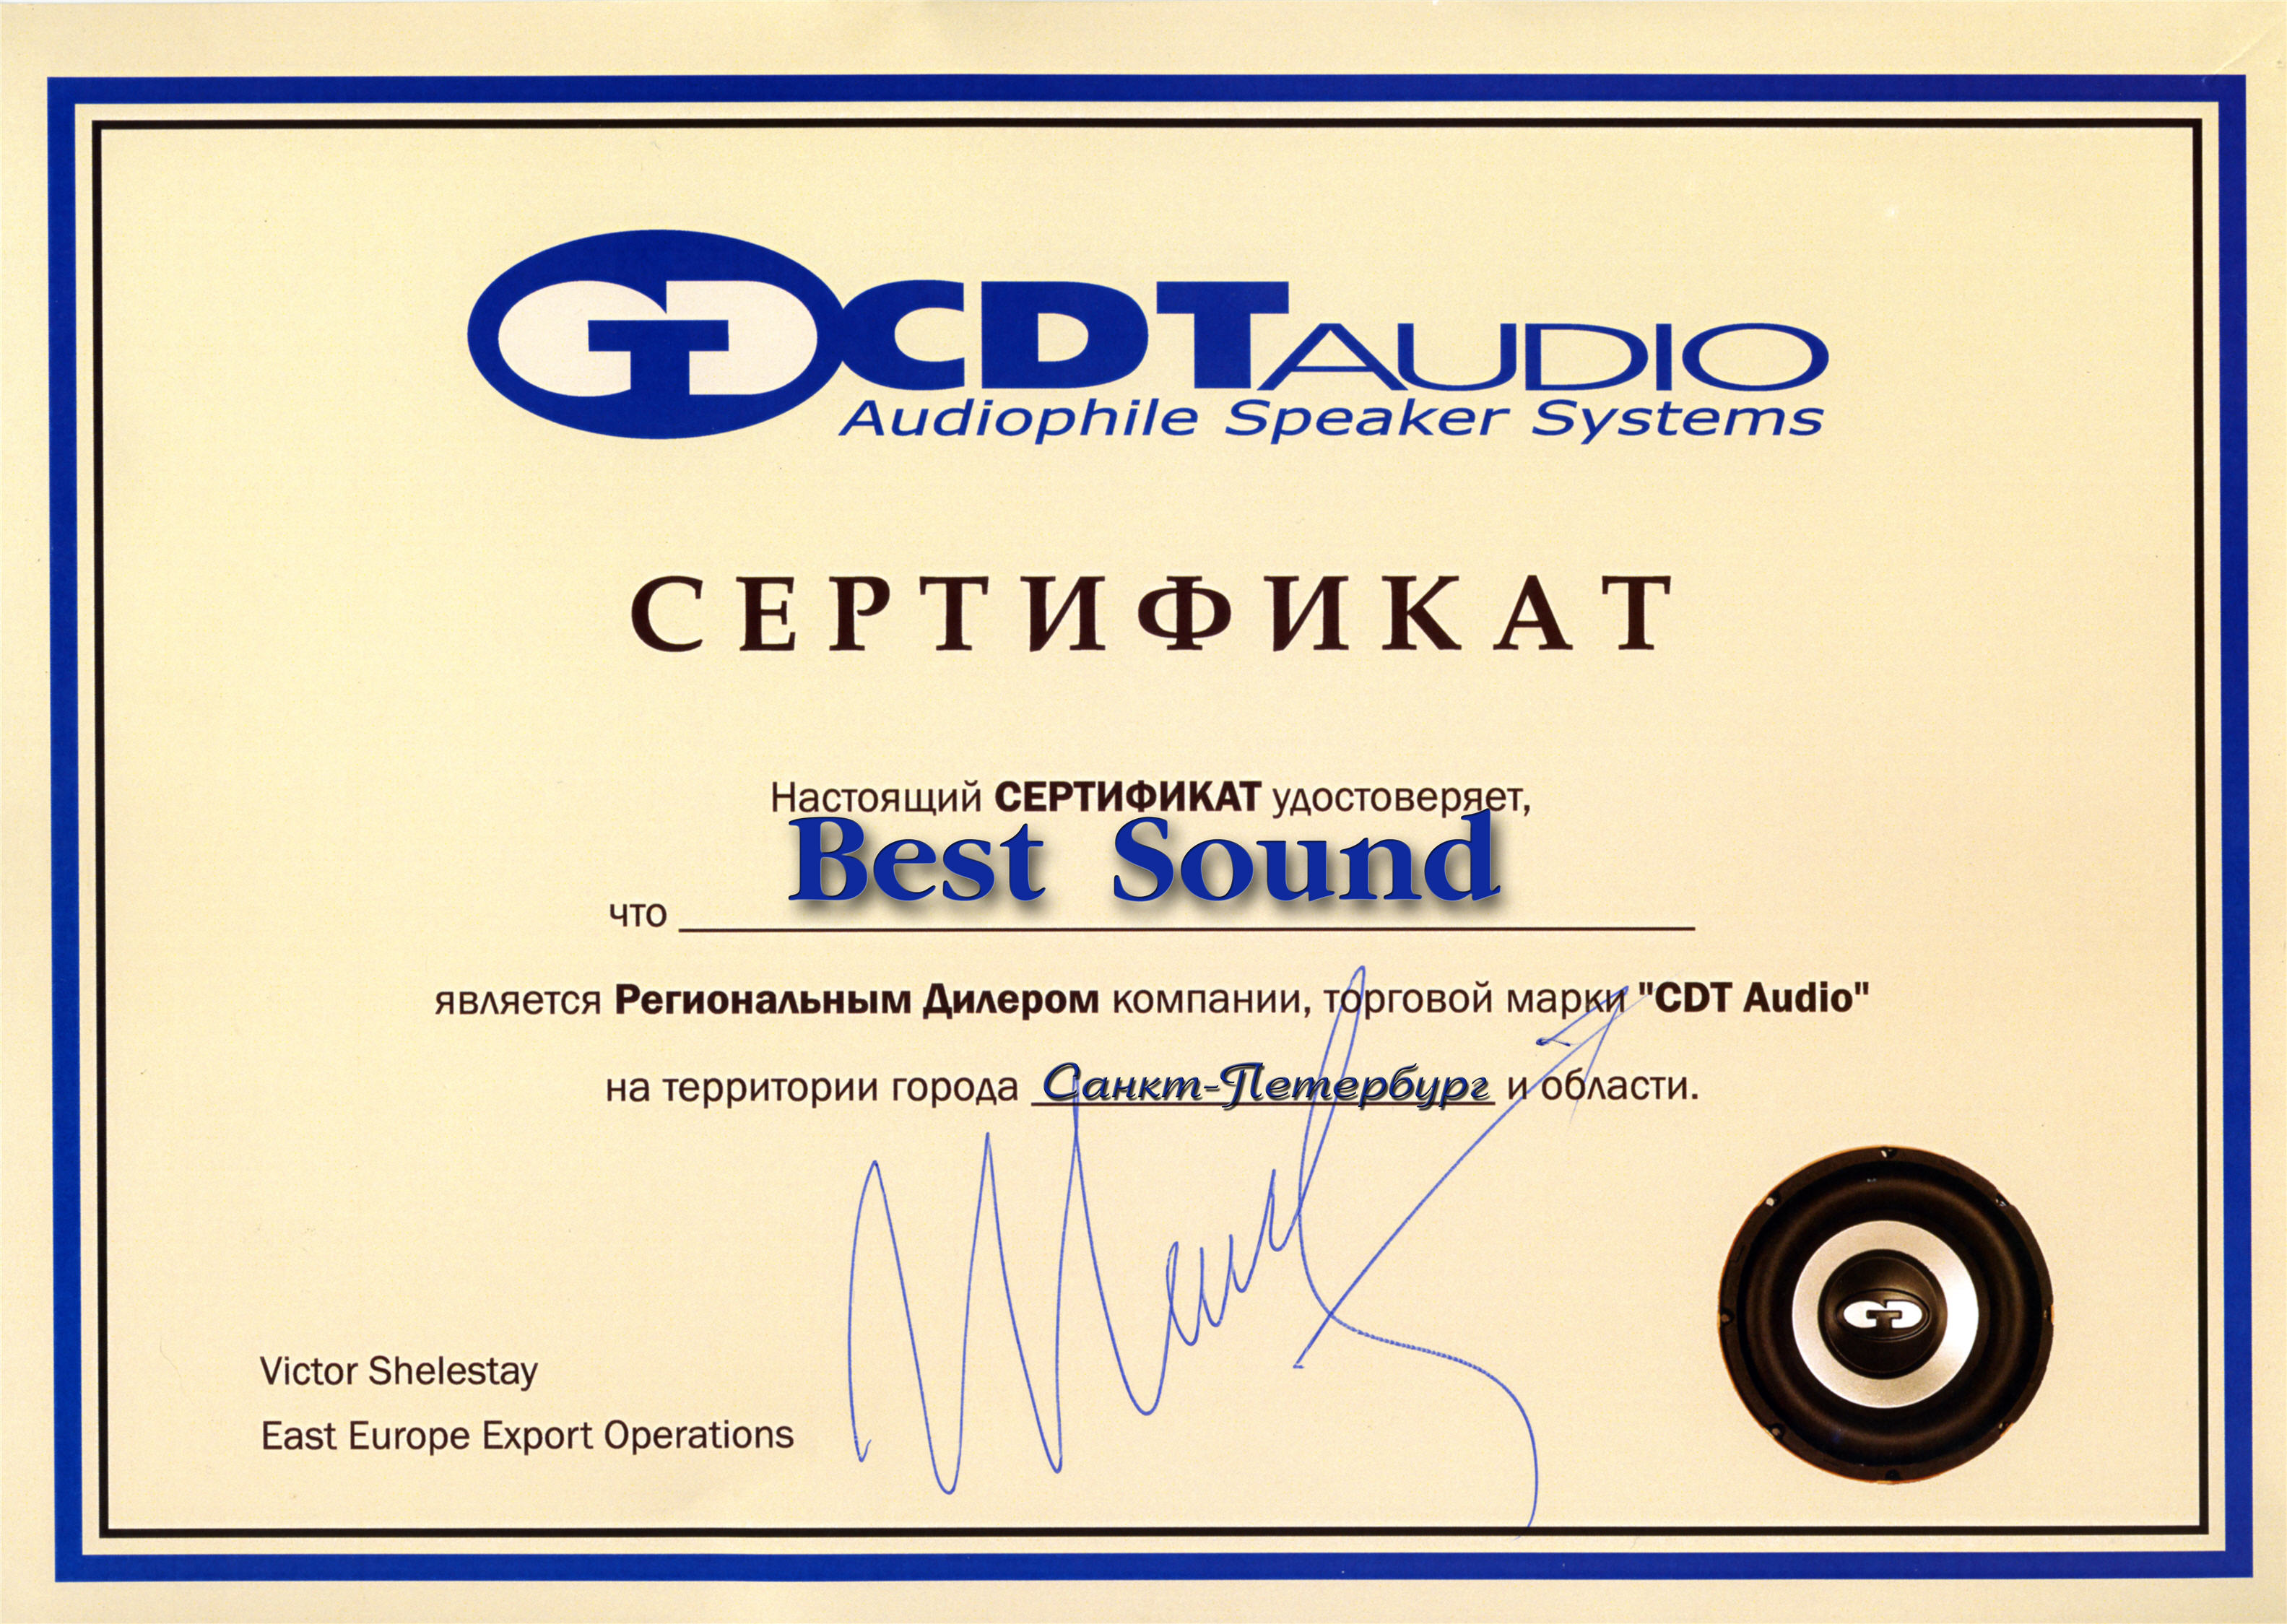 CDT AUDIO
Audiophile Speaker Systems
СЕРТИФИКАТ
Настоящий СЕРТИФИКАТ удостоверяет,
что Best Sound
является Региональным Дилером компании, торговой марки "CDT Audio"
на территории города Санкт-Петербург и области.
Victor Shelestay
East Europe Export Operations